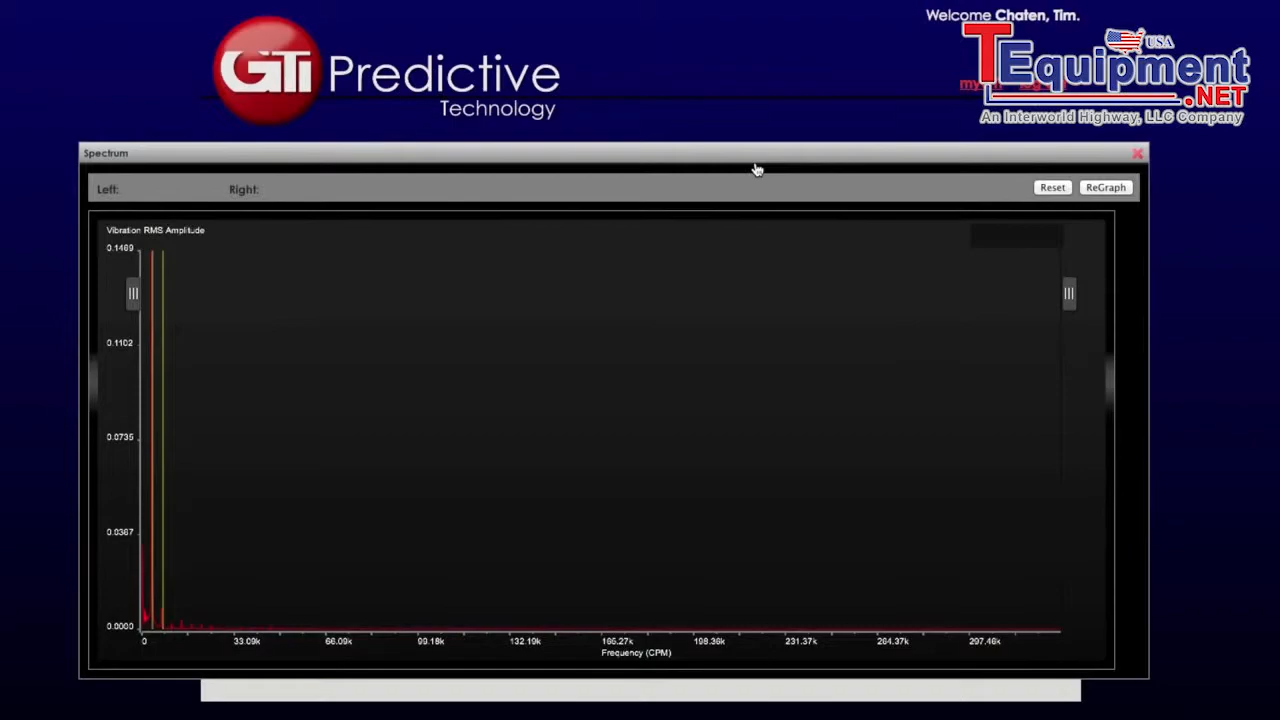 Welcome Chaten, Tim.
GTi Predictive
Technology
TEquipment
USA
.NET
An Interworld Highway, LLC Company
Spectrum
Left:
Right:
Reset
ReGraph
Vibration RMS Amplitude
0.1469
0.1102
0.0735
0.0367
0.0000
0
33.09k
66.09k
99.18k
132.19k
165.27k
198.36k
231.37k
264.37k
297.46k
Frequency (CPM)